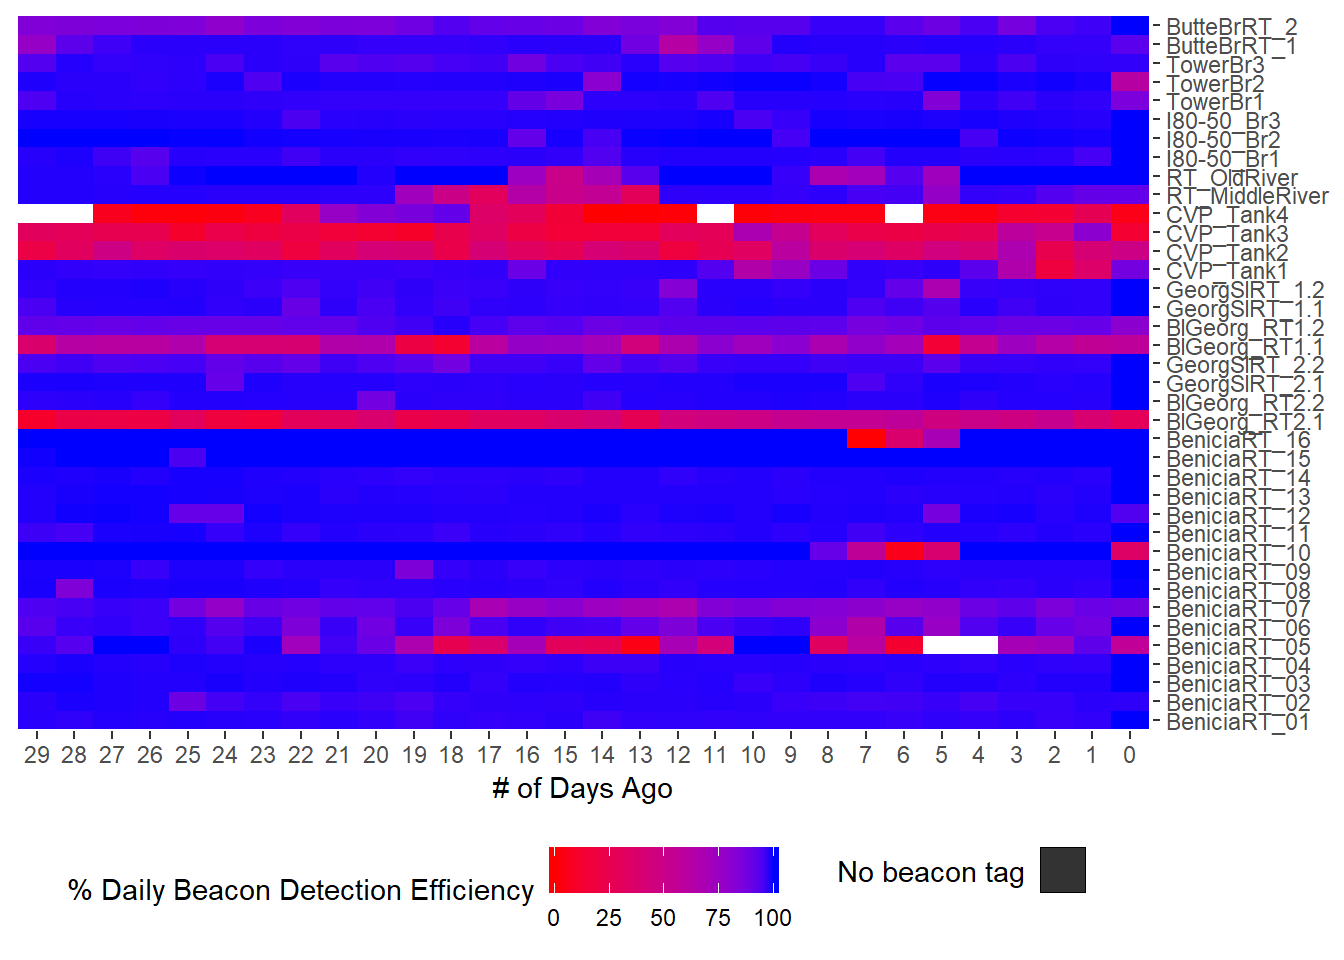 ButteBrRT_2
ButteBrRT_1
TowerBr3
TowerBr2
TowerBr1
I80-50_Br3
I80-50_Br2
I80-50_Br1
RT_OldRiver
RT_MiddleRiver
CVP_Tank4
CVP_Tank3
CVP_Tank2
CVP_Tank1
GeorgSlRT_1.2
GeorgSlRT_1.1
BlGeorg_RT1.2
BlGeorg_RT1.1
GeorgSlRT_2.2
GeorgSlRT_2.1
BlGeorg_RT2.2
BlGeorg_RT2.1
BeniciaRT_16
BeniciaRT_15
BeniciaRT_14
BeniciaRT_13
BeniciaRT_12
BeniciaRT_11
BeniciaRT_10
BeniciaRT_09
BeniciaRT_08
BeniciaRT_07
BeniciaRT_06
BeniciaRT_05
BeniciaRT_04
BeniciaRT_03
BeniciaRT_02
BeniciaRT_01
29 28 27 26 25 24 23 22 21 20 19 18 17 16 15 14 13 12 11 10 9 8 7 6 5 4 3 2 1 0
# of Days Ago
% Daily Beacon Detection Efficiency
0 25 50 75 100
No beacon tag